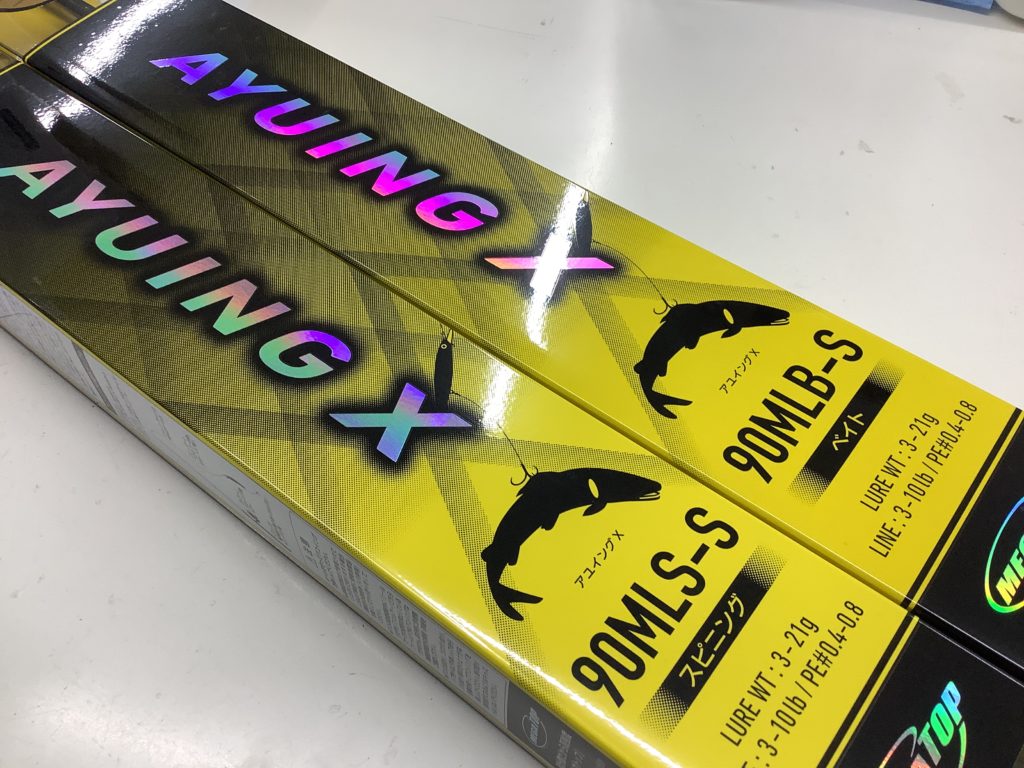 AYUING X
アユイングX
90MLB-S
ベイト
LURE WT : 3-21g
LINE : 3-10lb / PE#0.4-0.8
AYUING X
アユイングX
90MLS-S
スピニング
LURE WT : 3-21g
: 3-10lb / PE#0.4-0.8
TOP